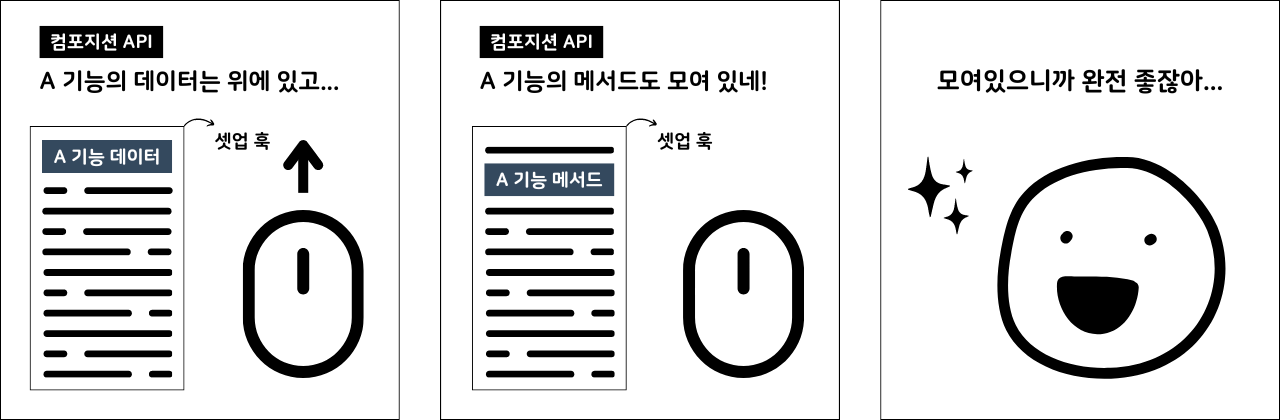 컴포지션 API
A 기능의 데이터는 위에 있고...
셋업 훅
A 기능 데이터
컴포지션 API
A 기능의 메서드도 모여 있네!
셋업 훅
A 기능 메서드
모여있으니까 완전 좋잖아...